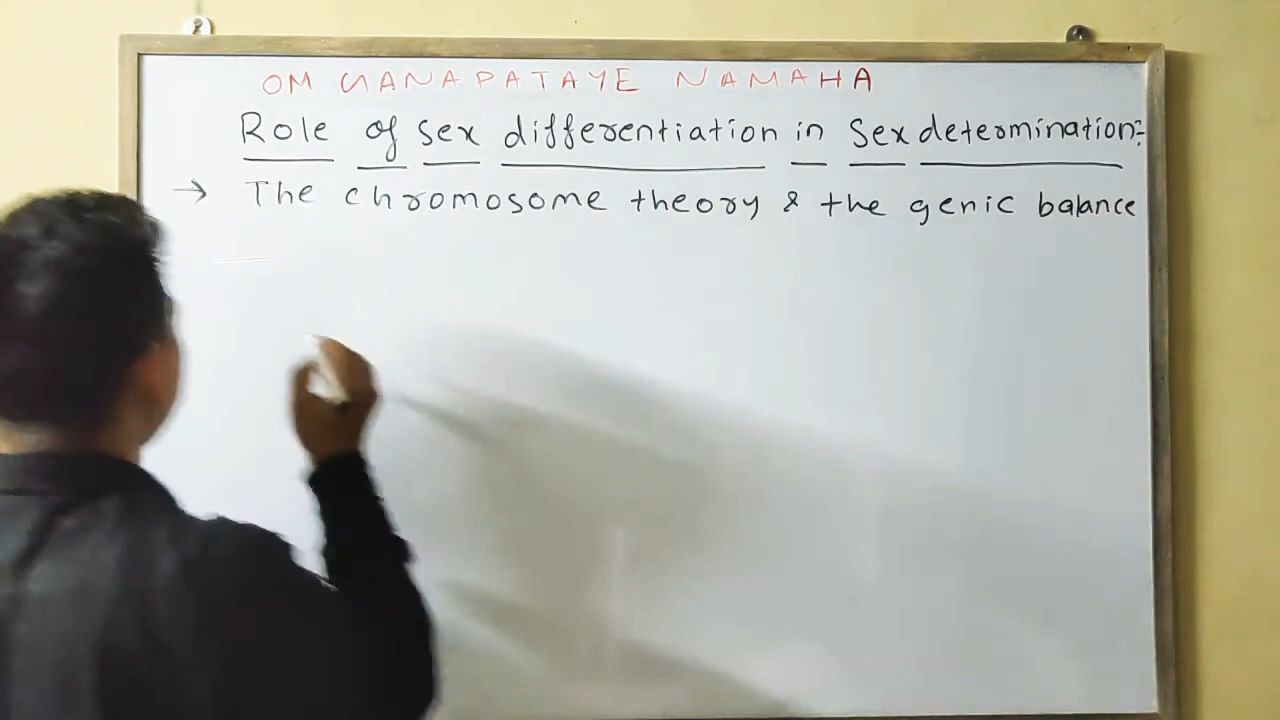 OM GANAPATAYE NAMAHA
Role of sex differentiation in Sex determination:-
→ The chromosome theory & the genic balance